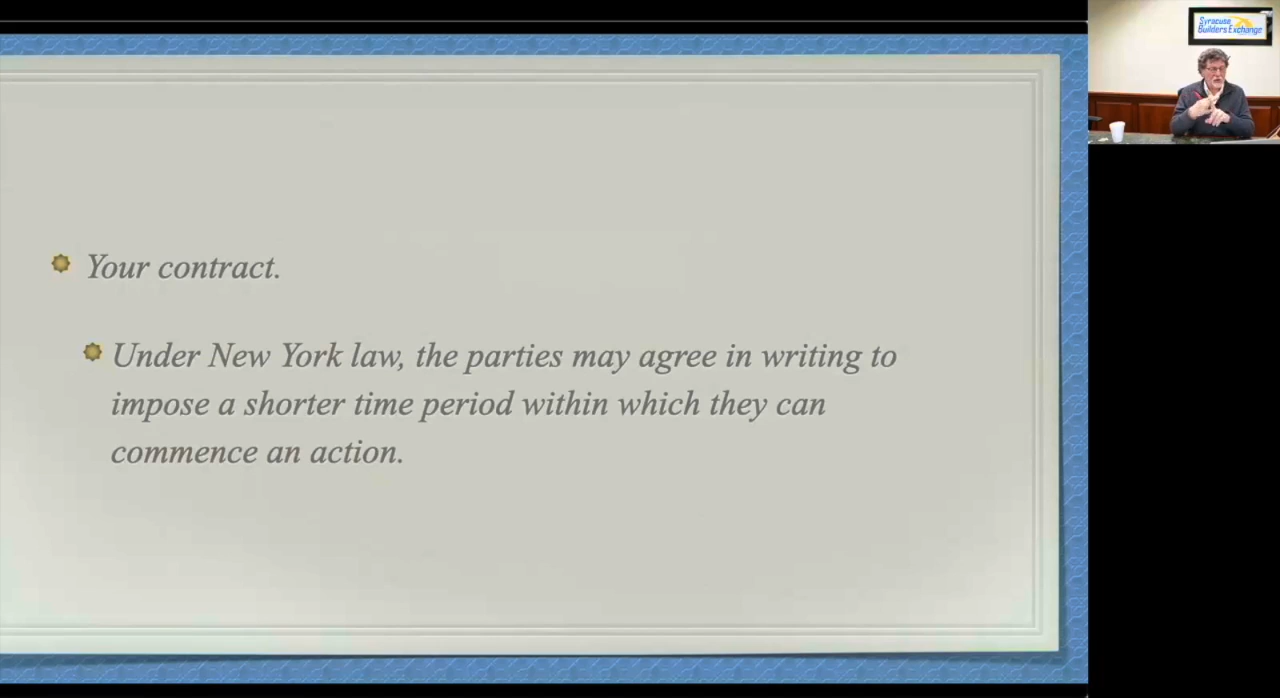 Syracuse
Builders Exchange
Your contract.
Under New York law, the parties may agree in writing to
impose a shorter time period within which they can
commence an action.